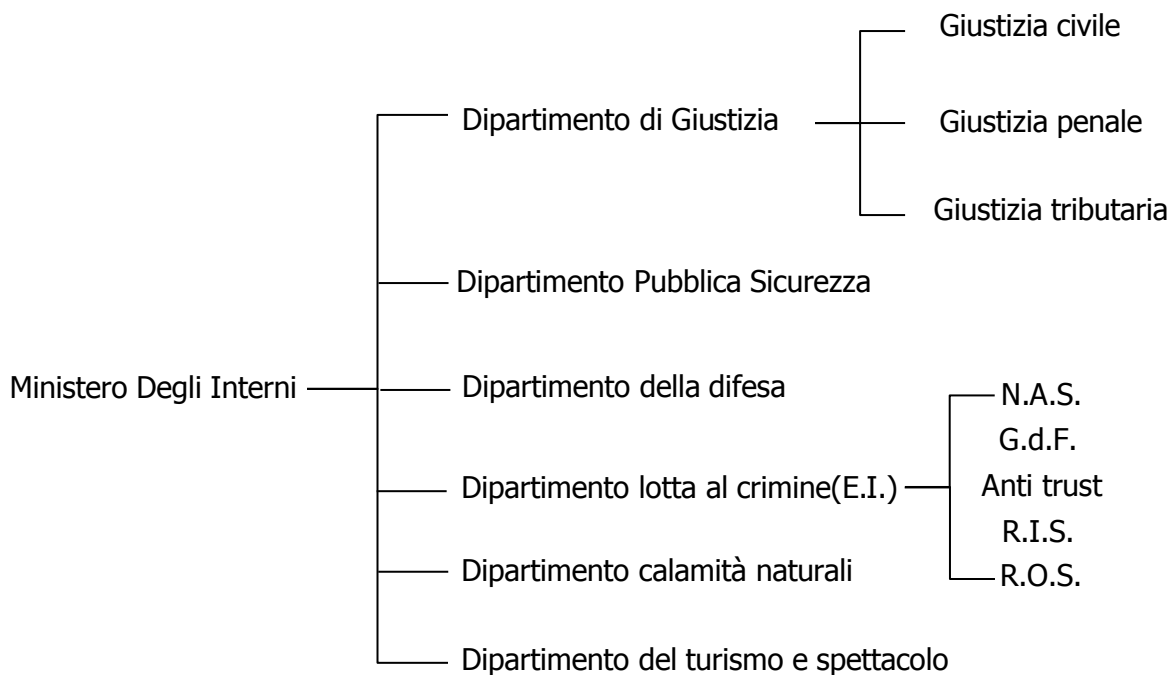 Giustizia civile
Dipartimento di Giustizia
Giustizia penale
Giustizia tributaria
Dipartimento Pubblica Sicurezza
Ministero Degli Interni
Dipartimento della difesa
N.A.S.
G.d.F.
Dipartimento lotta al crimine(E.I.)
Anti trust
R.I.S.
Dipartimento calamità naturali
R.O.S.
Dipartimento del turismo e spettacolo